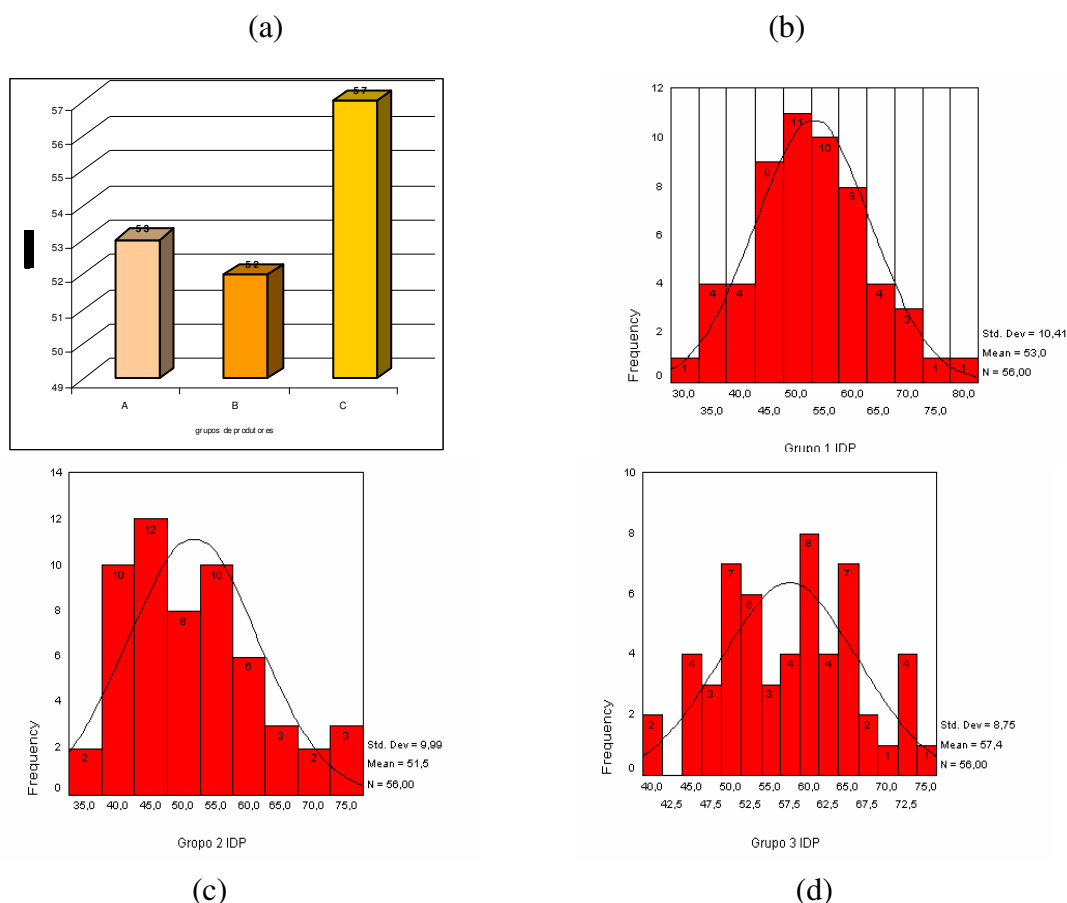 (a)
(b)
57
56
55
54
53
52
51
50
49
53
52
57
A B C
grupos de produtores
12
10
8
6
4
2
0
Frequency
1 4 4 9 11 10 8 4 3 1 1
Std. Dev = 10,41
Mean = 53,0
N = 56,00
30,0 40,0 50,0 60,0 70,0 80,0
35,0 45,0 55,0 65,0 75,0
Grupo 1 IDP
14
12
10
8
6
4
2
0
Frequency
2 10 12 8 10 6 3 2 3
Std. Dev = 9,99
Mean = 51,5
N = 56,00
35,0 40,0 45,0 50,0 55,0 60,0 65,0 70,0 75,0
Gropo 2 IDP
10
8
6
4
2
0
Frequency
2 4 3 7 6 3 4 8 4 7 2 1 4 1
Std. Dev = 8,75
Mean = 57,4
N = 56,00
40,0 45,0 50,0 55,0 60,0 65,0 70,0 75,0
42,5 47,5 52,5 57,5 62,5 67,5 72,5
Grupo 3 IDP
(c)
(d)